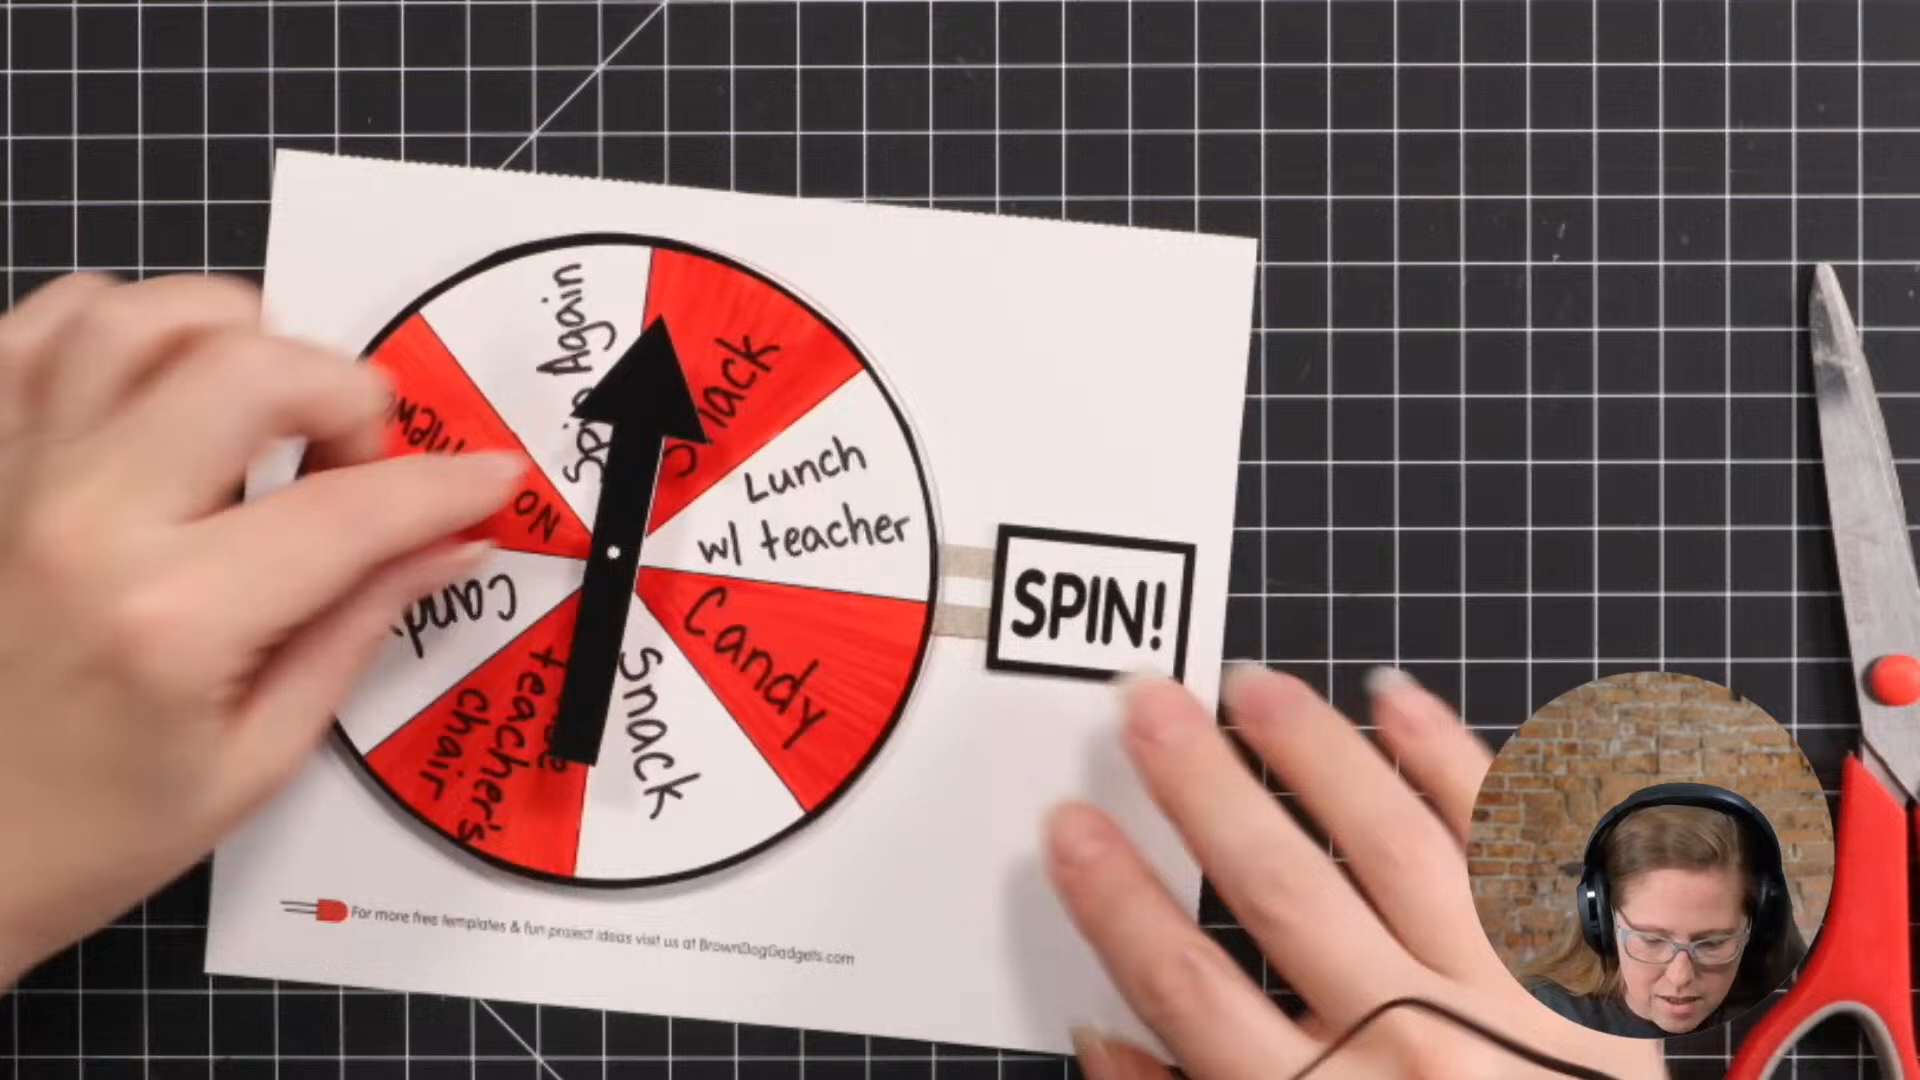 Spin Again
Snack
Lunch
w/ teacher
Candy
Snack
teacher's
chair
No
SPIN!
For more free templates & fun project ideas visit us at BrownDogGadgets.com